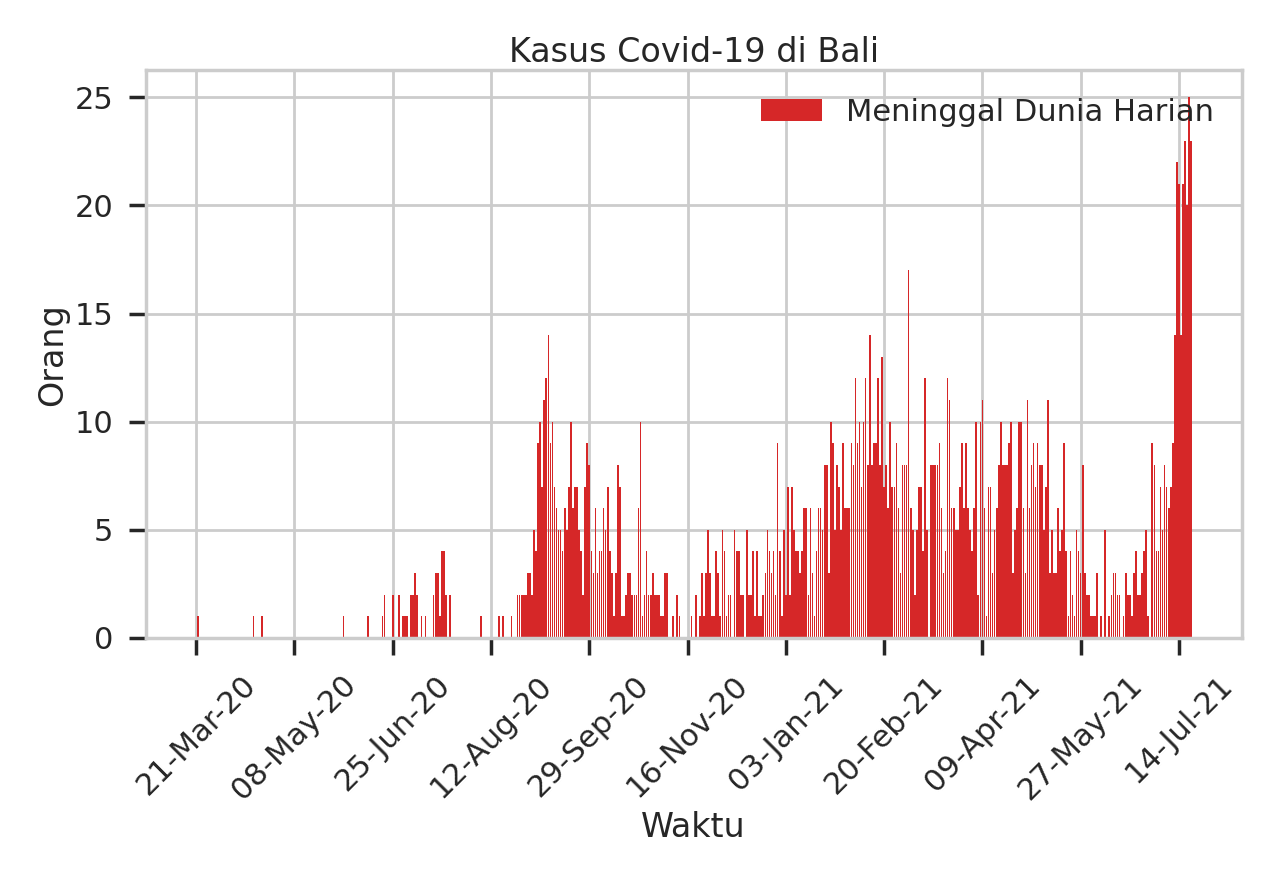 Kasus Covid-19 di Bali
Meninggal Dunia Harian
25
20
15
10
5
0
Orang
21-Mar-20
08-May-20
25-Jun-20
12-Aug-20
29-Sep-20
16-Nov-20
03-Jan-21
20-Feb-21
09-Apr-21
27-May-21
14-Jul-21
Waktu